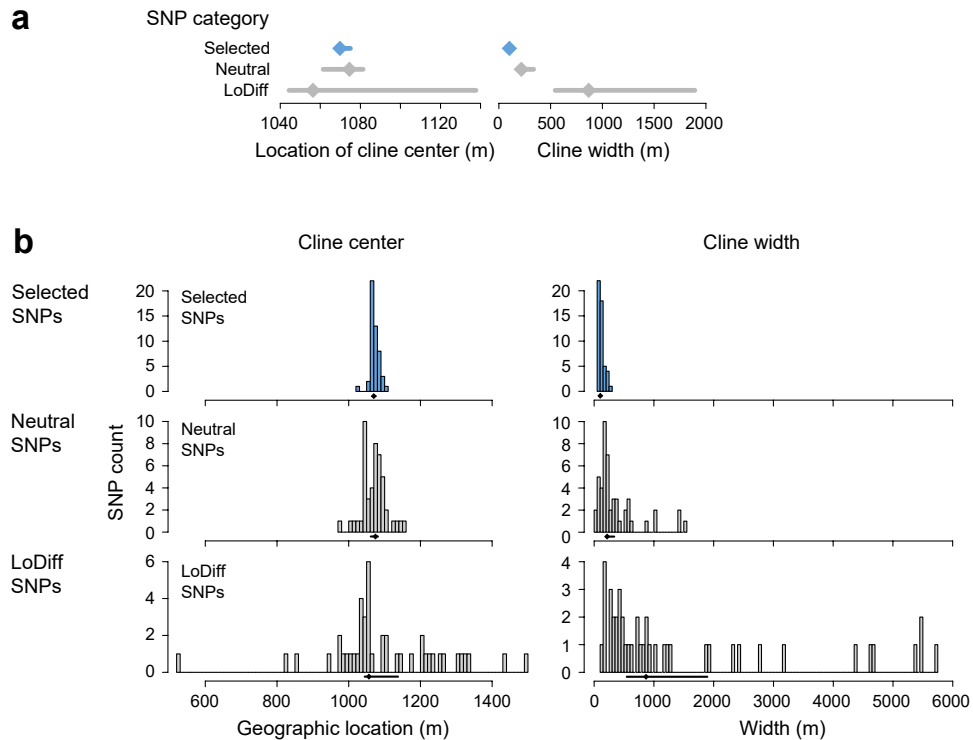 a
SNP category
Selected
Neutral
LoDiff
1040 1080 1120
0 500 1000 1500 2000
Location of cline center (m)
Cline width (m)
b
Cline center
Cline width
Selected
SNPs
Selected
SNPs
20
15
10
5
0
20
15
10
5
0
Neutral
SNPs
Neutral
SNPs
SNP count
10
8
6
4
2
0
10
8
6
4
2
0
LoDiff
SNPs
LoDiff
SNPs
6
4
2
0
4
3
2
1
0
600 800 1000 1200 1400
0 1000 2000 3000 4000 5000 6000
Geographic location (m)
Width (m)